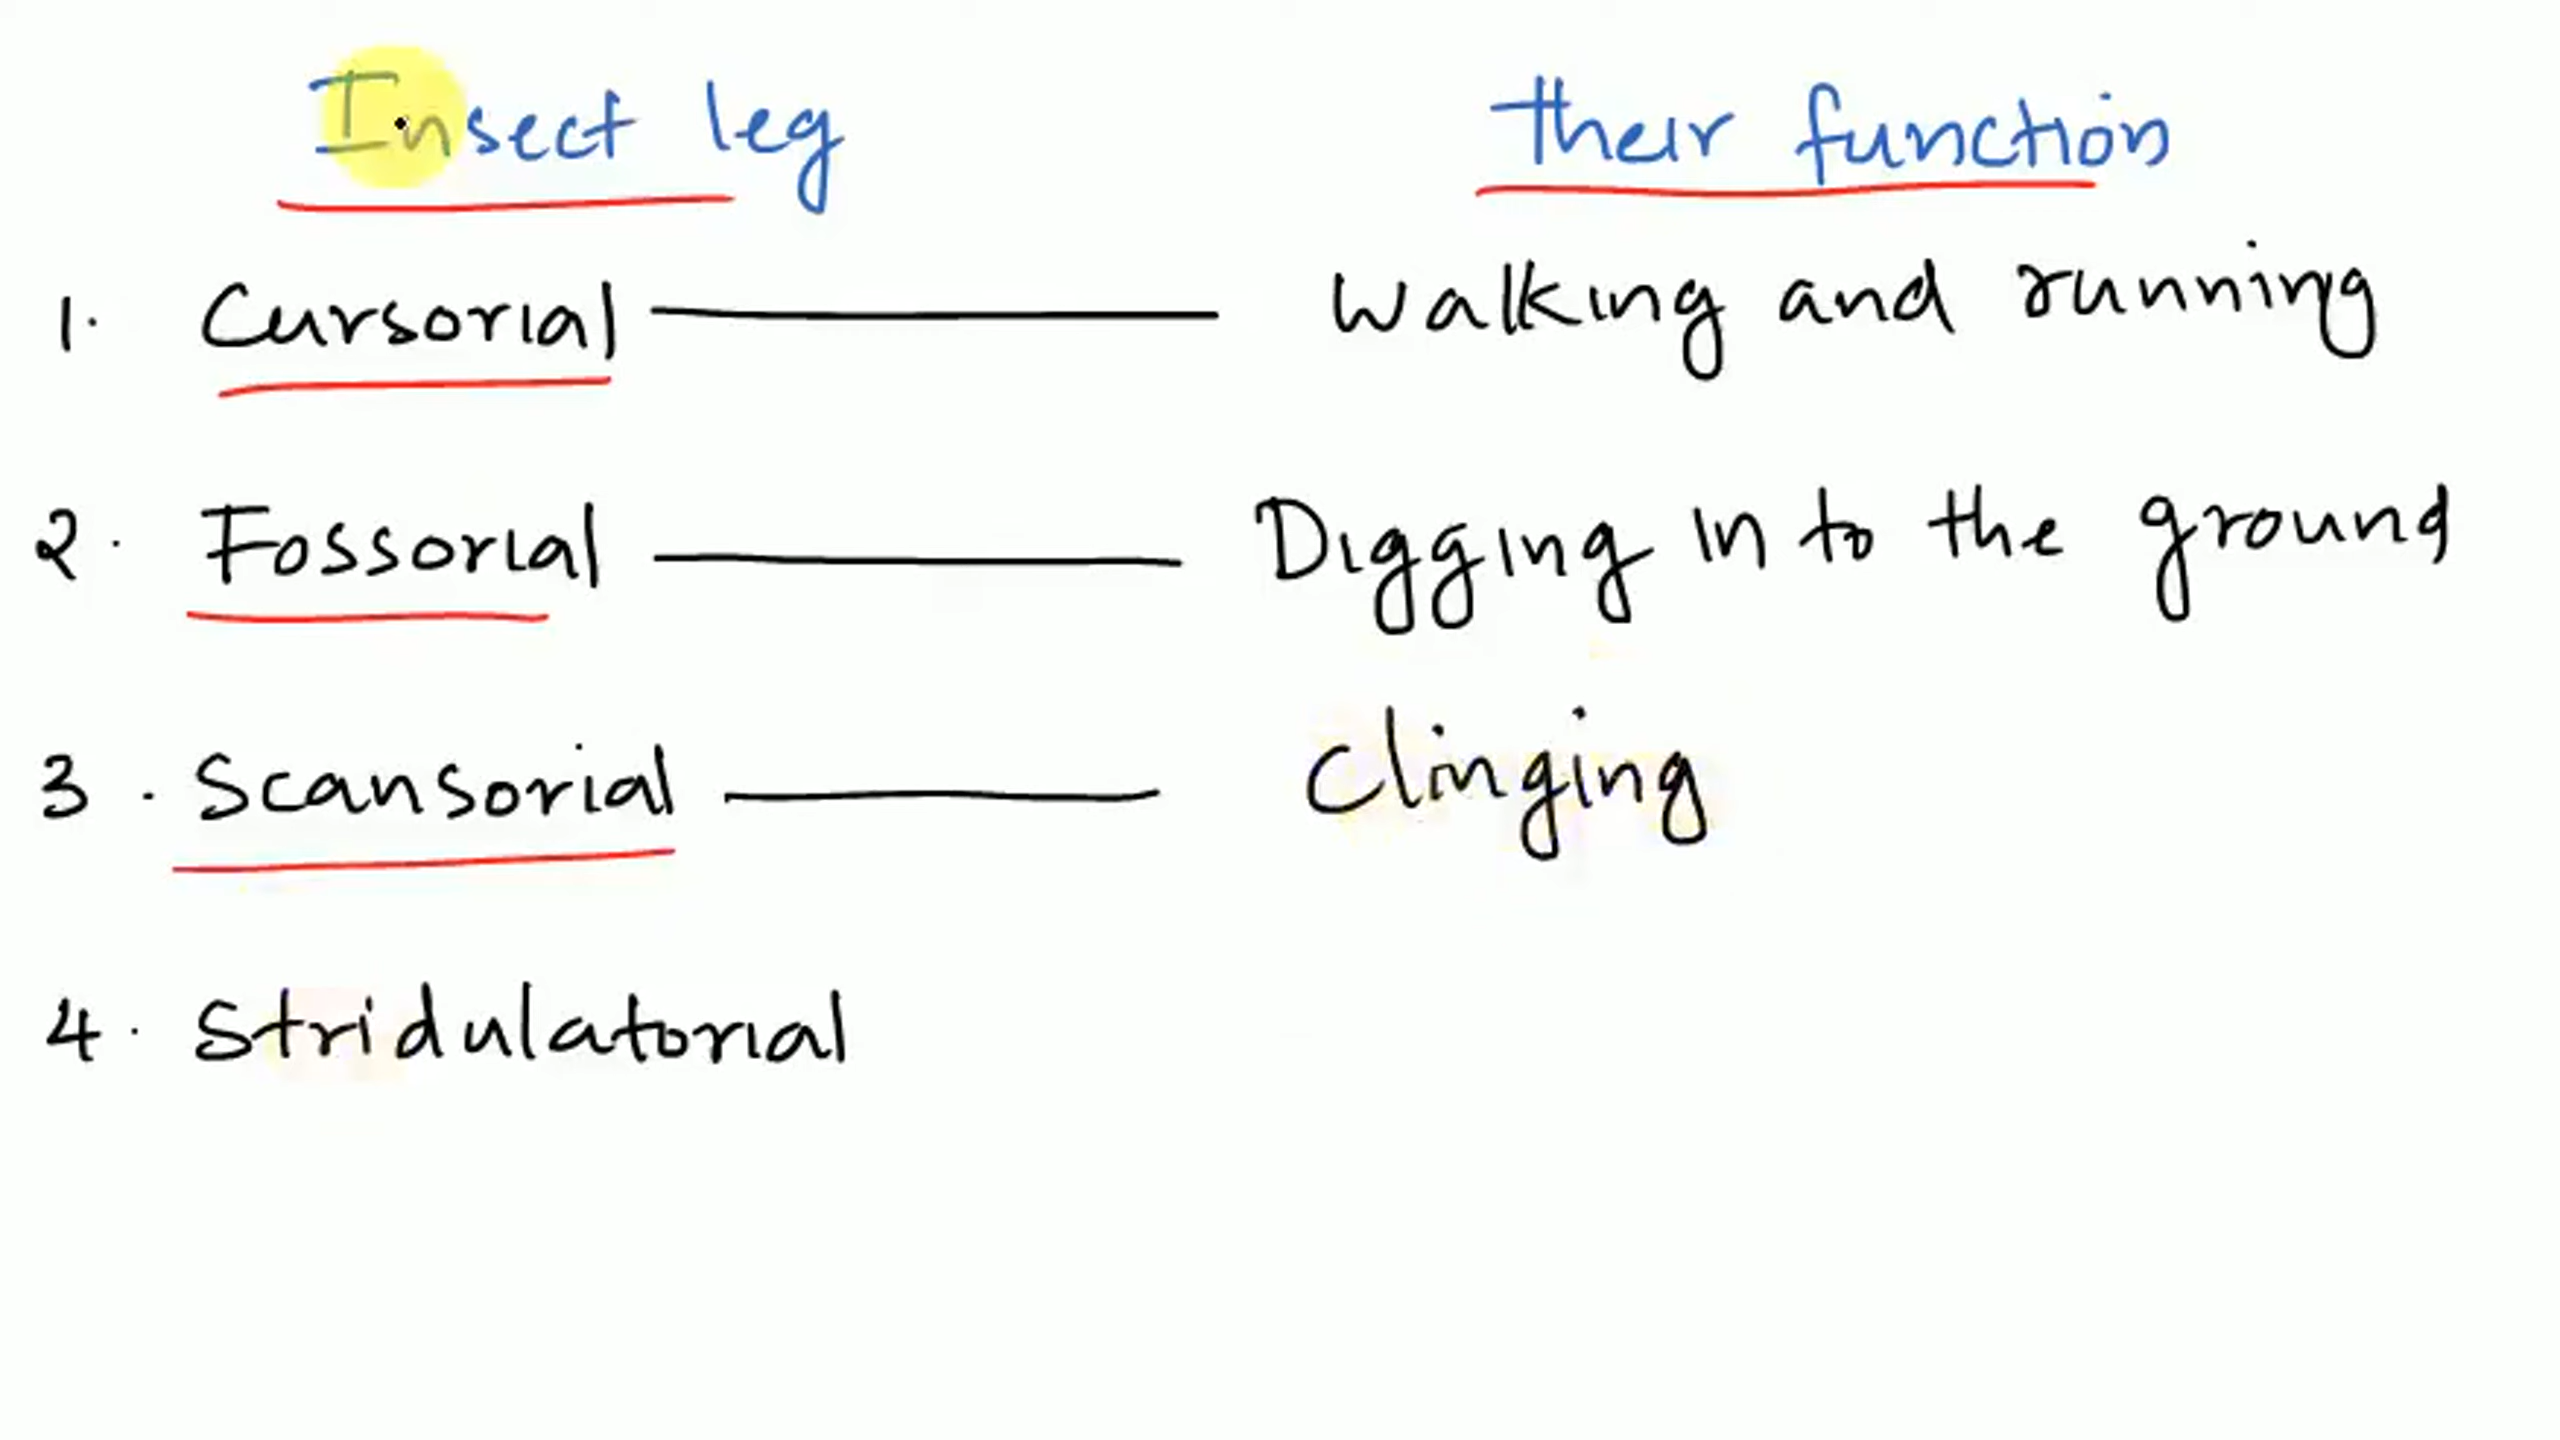 Insect leg their function
1. Cursorial walking and running
2. Fossorial Digging in to the ground
3. Scansorial Clinging
4. Stridulatorial